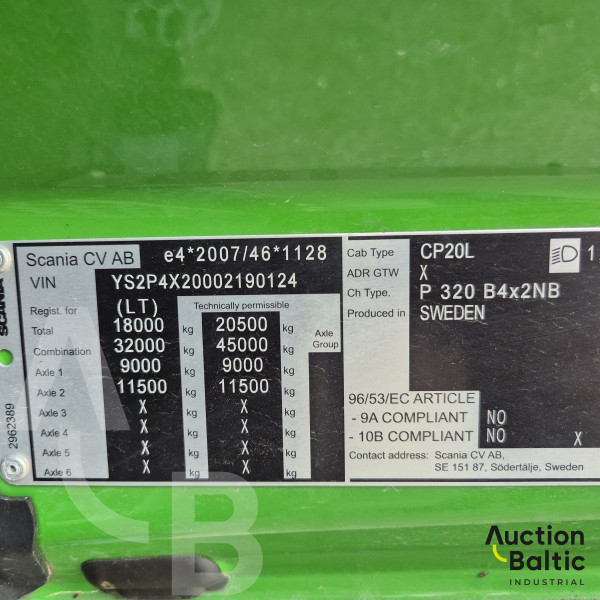 Scania CV AB e4*2007/46*1128
VIN YS2P4X20002190124
Regist. for (LT) Technically permissible
Total 18000 kg 20500 kg Axle
Combination 32000 kg 45000 kg Group
Axle 1 9000 kg 9000 kg
Axle 2 11500 kg 11500 kg
Axle 3 X kg X kg
Axle 4 X kg X kg
Axle 5 X kg X kg
Axle 6 X kg X kg
SCANIA
2962389
Cab Type CP20L 1
ADR GTW X
Ch Type. P 320 B4x2NB
Produced in SWEDEN
96/53/EC ARTICLE
- 9A COMPLIANT NO
- 10B COMPLIANT NO X
Contact address: Scania CV AB,
SE 151 87, Södertälje, Sweden
ACB
Auction
Baltic
INDUSTRIAL